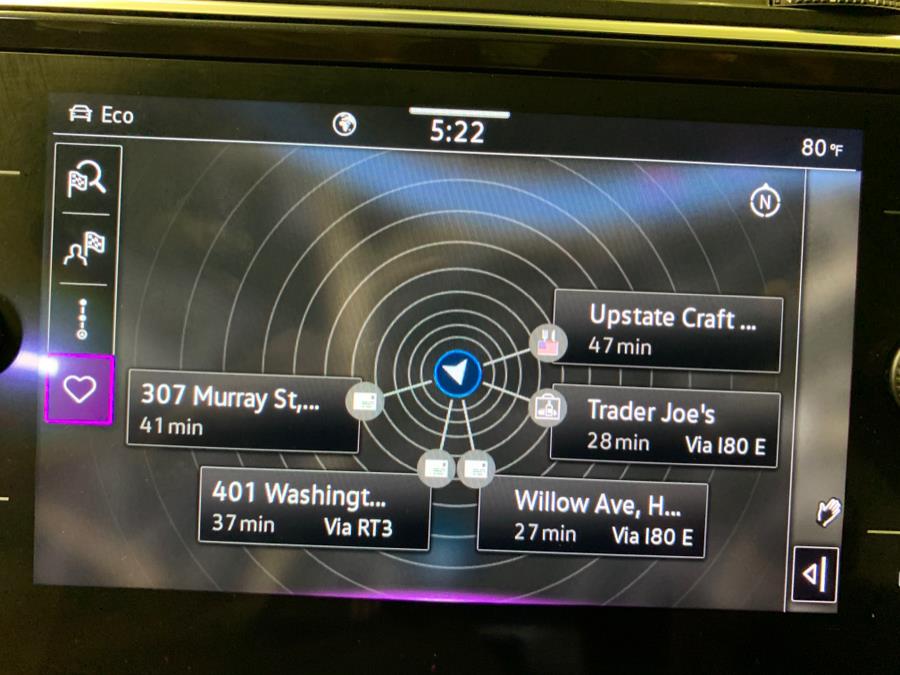 Eco
5:22
80 °F
N
Upstate Craft ...
47 min
307 Murray St,...
41 min
Trader Joe's
28 min Via I80 E
401 Washingt...
37 min Via RT3
Willow Ave, H...
27 min Via I80 E